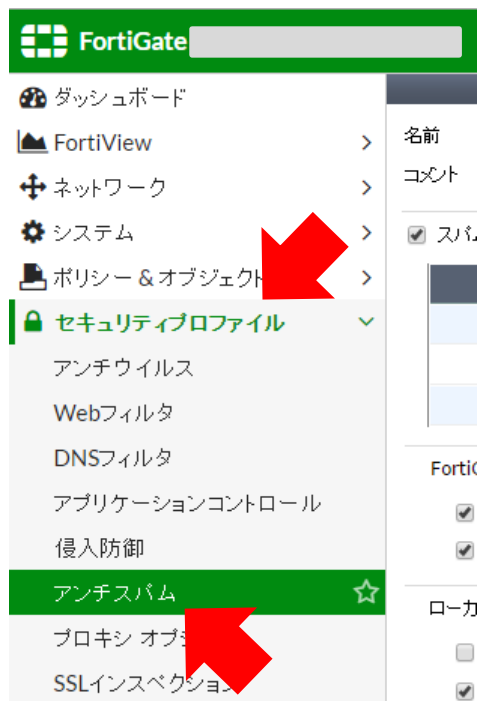 FortiGate
ダッシュボード
FortiView
ネットワーク
システム
ポリシー & オブジェクト
セキュリティプロファイル
アンチウイルス
Webフィルタ
DNSフィルタ
アプリケーションコントロール
侵入防御
アンチスパム
プロキシ オブ
SSLインスペクション
名前
コメント
スパム
Forti
ローカ